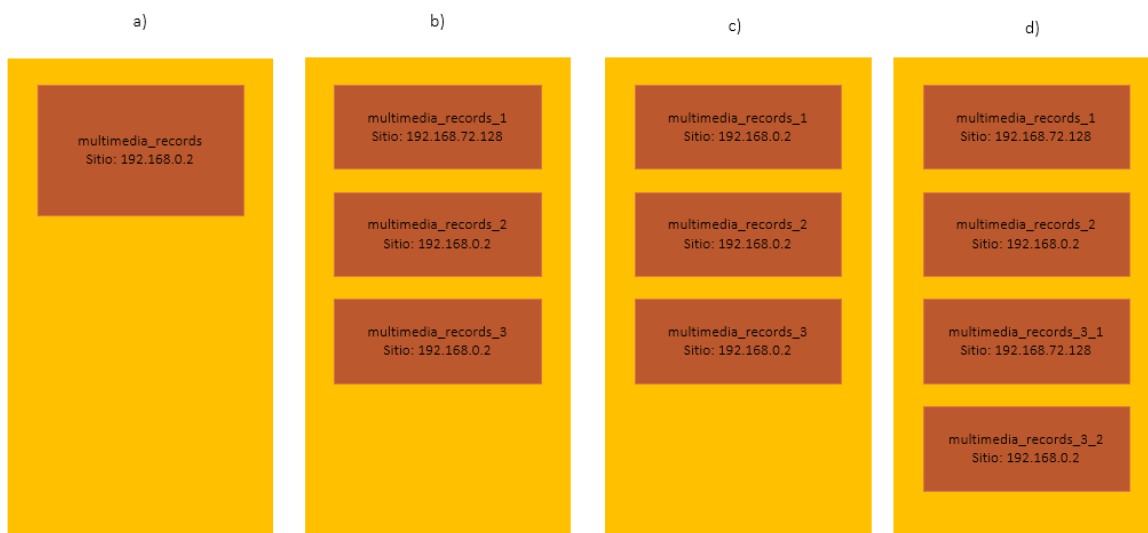 a)
multimedia_records
Sitio: 192.168.0.2
b)
multimedia_records_1
Sitio: 192.168.72.128
multimedia_records_2
Sitio: 192.168.0.2
multimedia_records_3
Sitio: 192.168.0.2
c)
multimedia_records_1
Sitio: 192.168.0.2
multimedia_records_2
Sitio: 192.168.0.2
multimedia_records_3
Sitio: 192.168.0.2
d)
multimedia_records_1
Sitio: 192.168.72.128
multimedia_records_2
Sitio: 192.168.0.2
multimedia_records_3_1
Sitio: 192.168.72.128
multimedia_records_3_2
Sitio: 192.168.0.2